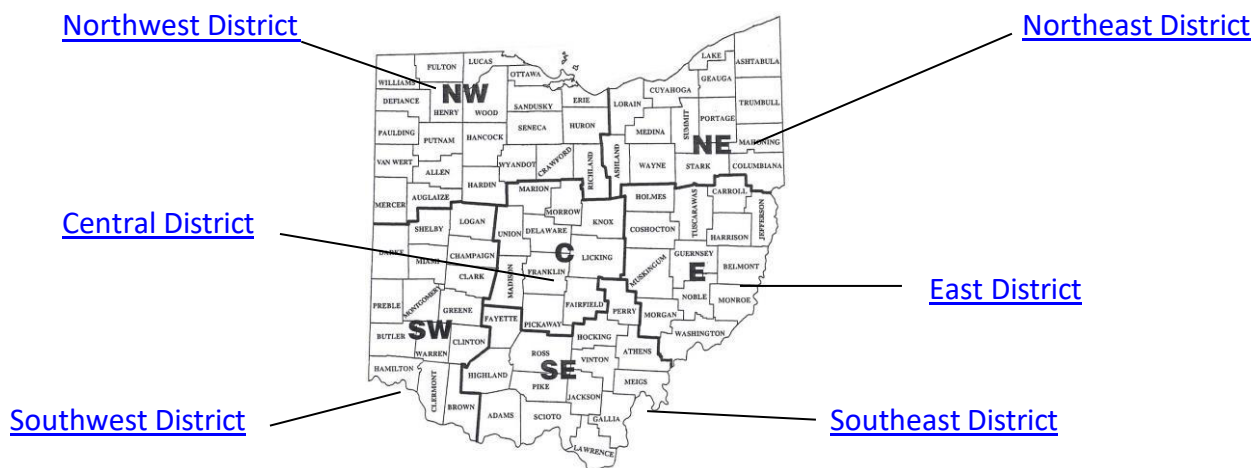 Northwest District
Northeast District
LAKE
ASHTABULA
LUCAS
FULTON
OTTAWA
GEAUGA
WILLIAMS
CUYAHOGA
NW
DEFIANCE
HENRY
WOOD
SANDUSKY
ERIE
LORAIN
TRUMBULL
SUMMIT
PORTAGE
SENECA
HURON
MEDINA
PAULDING
PUTNAM
HANCOCK
NE
MAHONING
VAN WERT
ALLEN
WYANDOT
CRAWFORD
RICHLAND
ASHLAND
WAYNE
STARK
COLUMBIANA
HARDIN
MARION
MERCER
AUGLAIZE
HOLMES
CARROLL
MORROW
KNOX
TUSCARAWAS
JEFFERSON
Central District
LOGAN
SHELBY
UNION
DELAWARE
COSHOCTON
HARRISON
DARKE
MIAMI
CHAMPAIGN
C
LICKING
GUERNSEY
BELMONT
CLARK
MADISON
FRANKLIN
MUSKINGUM
E
East District
PREBLE
MONTGOMERY
GREENE
FAIRFIELD
PERRY
NOBLE
MONROE
FAYETTE
PICKAWAY
MORGAN
SW
BUTLER
WARREN
CLINTON
HOCKING
WASHINGTON
ROSS
ATHENS
VINTON
HAMILTON
CLERMONT
HIGHLAND
SE
PIKE
MEIGS
JACKSON
Southwest District
BROWN
ADAMS
SCIOTO
GALLIA
LAWRENCE
Southeast District